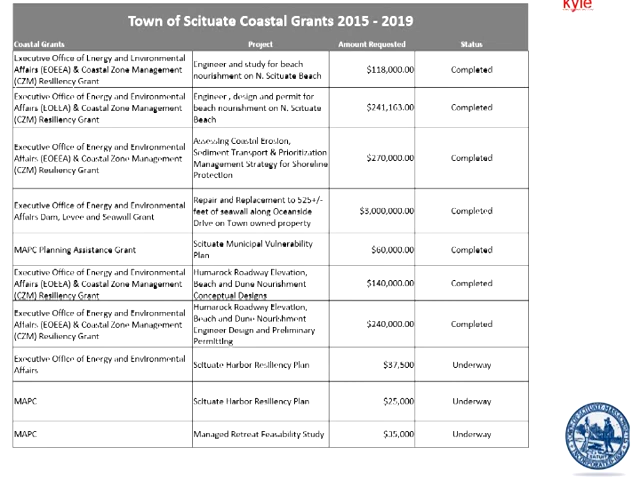 kyle
Town of Scituate Coastal Grants 2015 - 2019
Coastal Grants Project Amount Requested Status
Executive Office of Energy and Environmental
Affairs (EOEEA) & Coastal Zone Management
(CZM) Resiliency Grant
Engineer and study for beach
nourishment on N. Scituate Beach
$118,000.00 Completed
Executive Office of Energy and Environmental
Affairs (EOEEA) & Coastal Zone Management
(CZM) Resiliency Grant
Engineer , design and permit for
beach nourishment on N. Scituate
Beach
$241,163.00 Completed
Executive Office of Energy and Environmental
Affairs (EOEEA) & Coastal Zone Management
(CZM) Resiliency Grant
Assessing Coastal Erosion,
Sediment Transport & Prioritization
Management Strategy for Shoreline
Protection
$270,000.00 Completed
Executive Office of Energy and Environmental
Affairs Dam, Levee and Seawall Grant
Repair and Replacement to 525+/-
feet of seawall along Oceanside
Drive on Town owned property
$3,000,000.00 Completed
MAPC Planning Assistance Grant
Scituate Municipal Vulnerability
Plan
$60,000.00 Completed
Executive Office of Energy and Environmental
Affairs (EOEEA) & Coastal Zone Management
(CZM) Resiliency Grant
Humarock Roadway Elevation,
Beach and Dune Nourishment
Conceptual Designs
$140,000.00 Completed
Executive Office of Energy and Environmental
Affairs (EOEEA) & Coastal Zone Management
(CZM) Resiliency Grant
Humarock Roadway Elevation,
Beach and Dune Nourishment
Engineer Design and Preliminary
Permitting
$240,000.00 Completed
Executive Office of Energy and Environmental
Affairs
Scituate Harbor Resiliency Plan
$37,500 Underway
MAPC Scituate Harbor Resiliency Plan $25,000 Underway
MAPC Managed Retreat Feasability Study $35,000 Underway